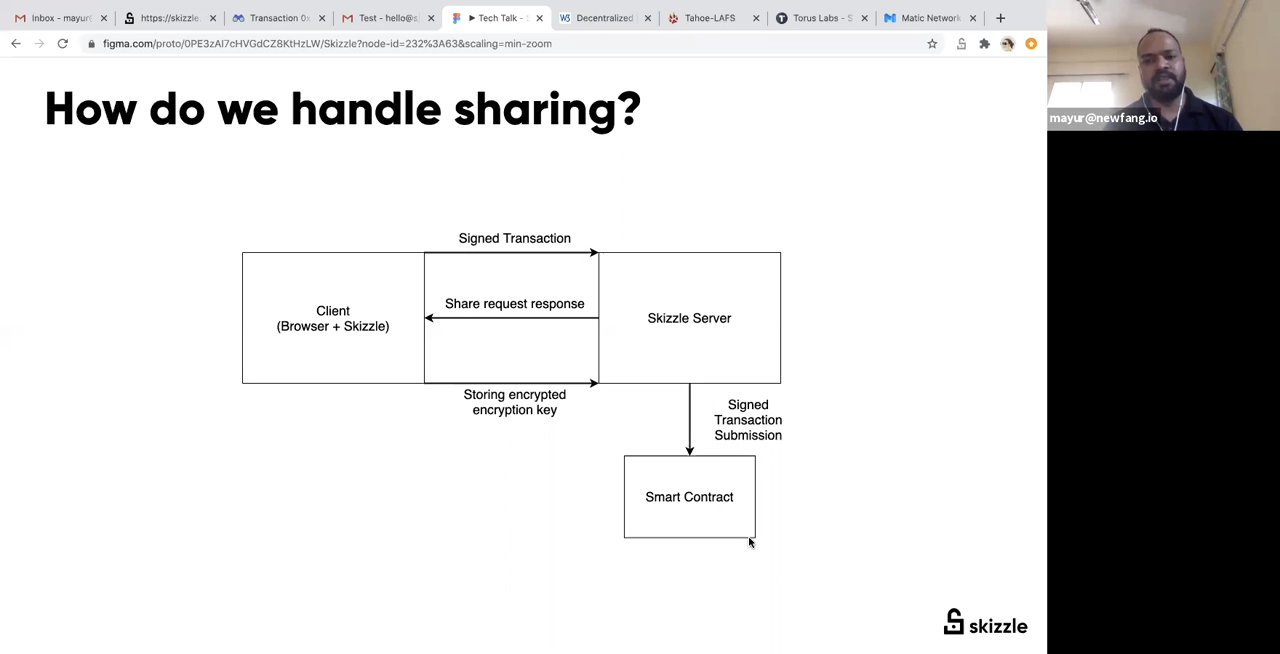 Inbox - mayur(
https://skizzle.
Transaction 0x
Test - hello@s
▶ Tech Talk -
Decentralized
Tahoe-LAFS
Torus Labs - S
Matic Network
figma.com/proto/0PE3zAI7cHVGdCZ8KtHzLW/Skizzle?node-id=232%3A63&scaling=min-zoom
mayur@newfang.io
How do we handle sharing?
Signed Transaction
Client
(Browser + Skizzle)
Share request response
Skizzle Server
Storing encrypted
encryption key
Signed
Transaction
Submission
Smart Contract
skizzle